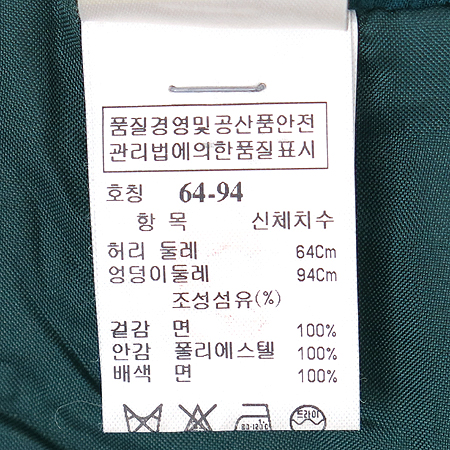 품질경영및공산품안전
관리법에의한품질표시
호칭 64-94
항 목 신체치수
허리 둘레 64Cm
엉덩이둘레 94Cm
조성섬유(%)
겉감 면 100%
안감 폴리에스텔 100%
배색 면 100%
드라이